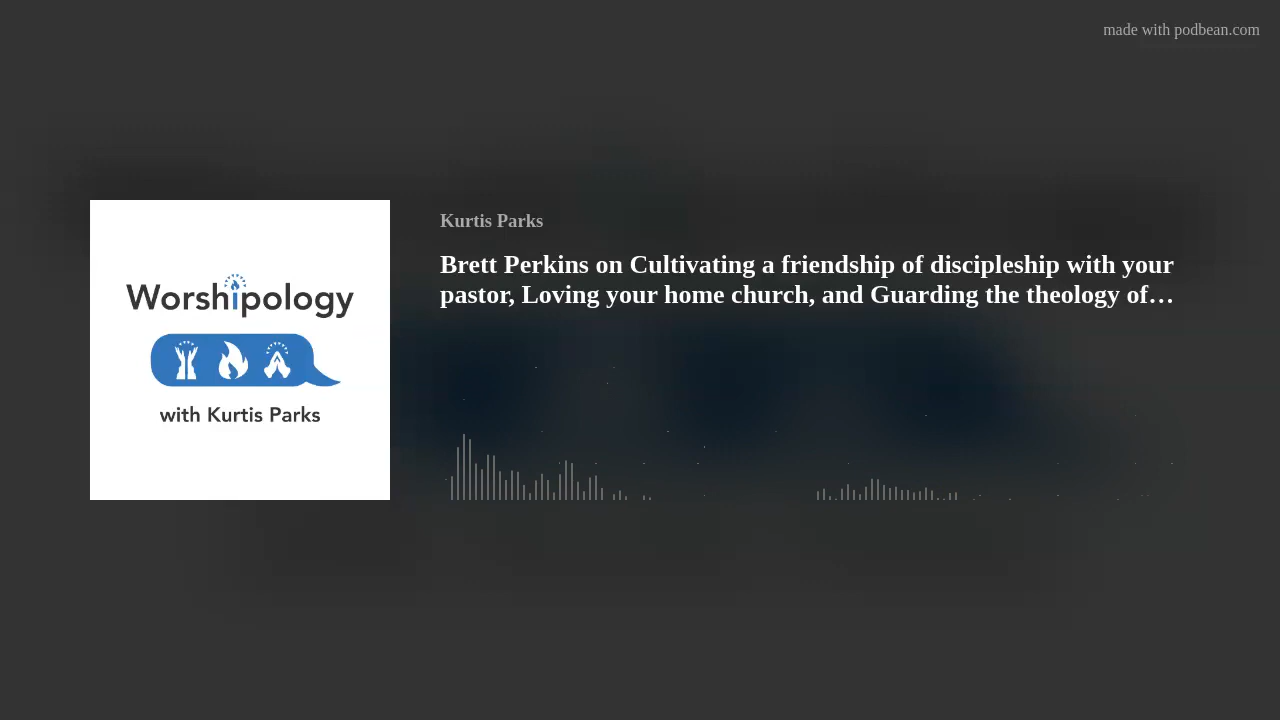 made with podbean.com
Worshipology
with Kurtis Parks
Kurtis Parks
Brett Perkins on Cultivating a friendship of discipleship with your
pastor, Loving your home church, and Guarding the theology of…